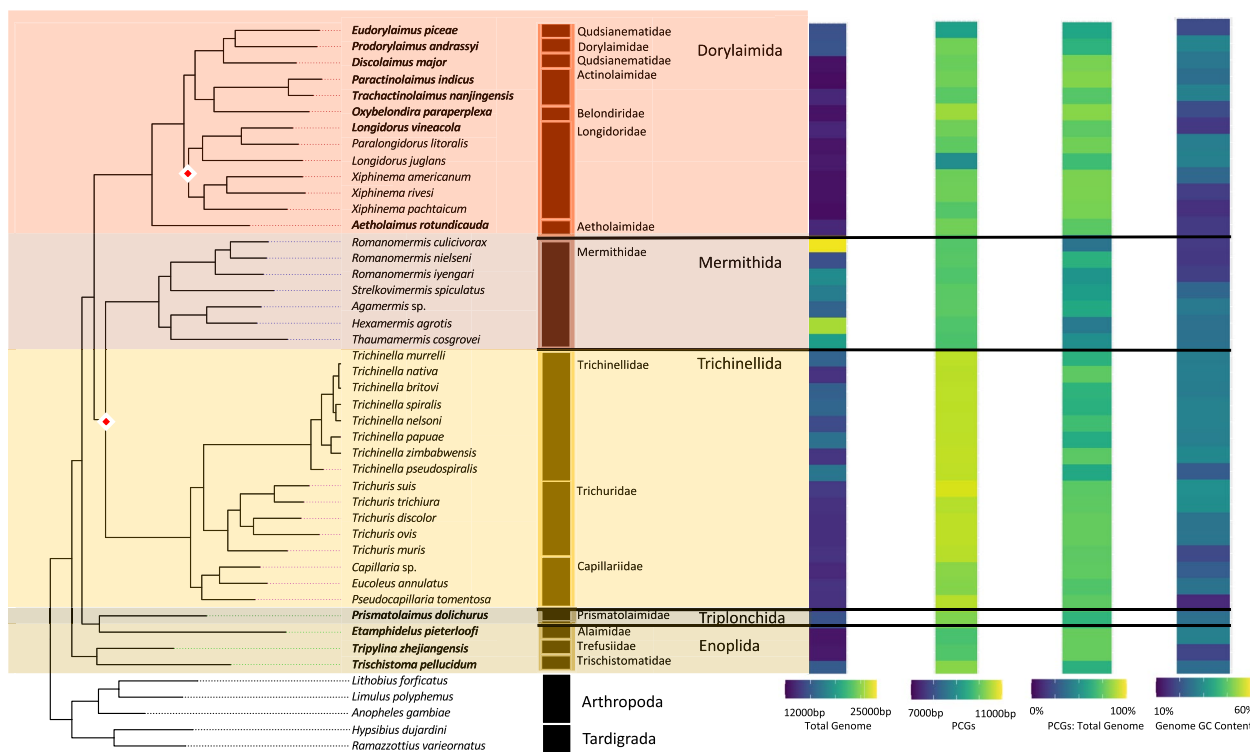 Eudorylaimus piceae Qudsianematidae
Prodorylaimus andrassyi Dorylaimidae Dorylaimida
Discolaimus major Qudsianematidae
Paractinolaimus indicus Actinolaimidae
Trachactinolaimus nanjingensis
Oxybelondira paraperplexa Belondiridae
Longidorus vineacola Longidoridae
Paralongidorus litoralis
Longidorus juglans
Xiphinema americanum
Xiphinema rivesi
Xiphinema pachtaicum
Aetholaimus rotundicauda Aetholaimidae
Romanomermis culicivorax Mermithidae
Romanomermis nielseni Mermithida
Romanomermis iyengari
Strelkovimermis spiculatus
Agamermis sp.
Hexamermis agrotis
Thaumamermis cosgrovei
Trichinella murrelli Trichinellidae Trichinellida
Trichinella nativa
Trichinella britovi
Trichinella spiralis
Trichinella nelsoni
Trichinella papuae
Trichinella zimbabwensis
Trichinella pseudospiralis
Trichuris suis Trichuridae
Trichuris trichiura
Trichuris discolor
Trichuris ovis
Trichuris muris
Capillaria sp. Capillariidae
Eucoleus annulatus
Pseudocapillaria tomentosa
Prismatolaimus dolichurus Prismatolaimidae Triplonchida
Etamphidelus pieterloofi Alaimidae
Tripylina zhejiangensis Trefusiidae Enoplida
Trischistoma pellucidum Trischistomatidae
Lithobius forficatus
Limulus polyphemus Arthropoda
Anopheles gambiae
Hypsibius dujardini Tardigrada
Ramazzottius varieornatus
12000bp 25000bp 7000bp 11000bp 0% 100% 10% 60%
Total Genome PCGs PCGs: Total Genome Genome GC Content